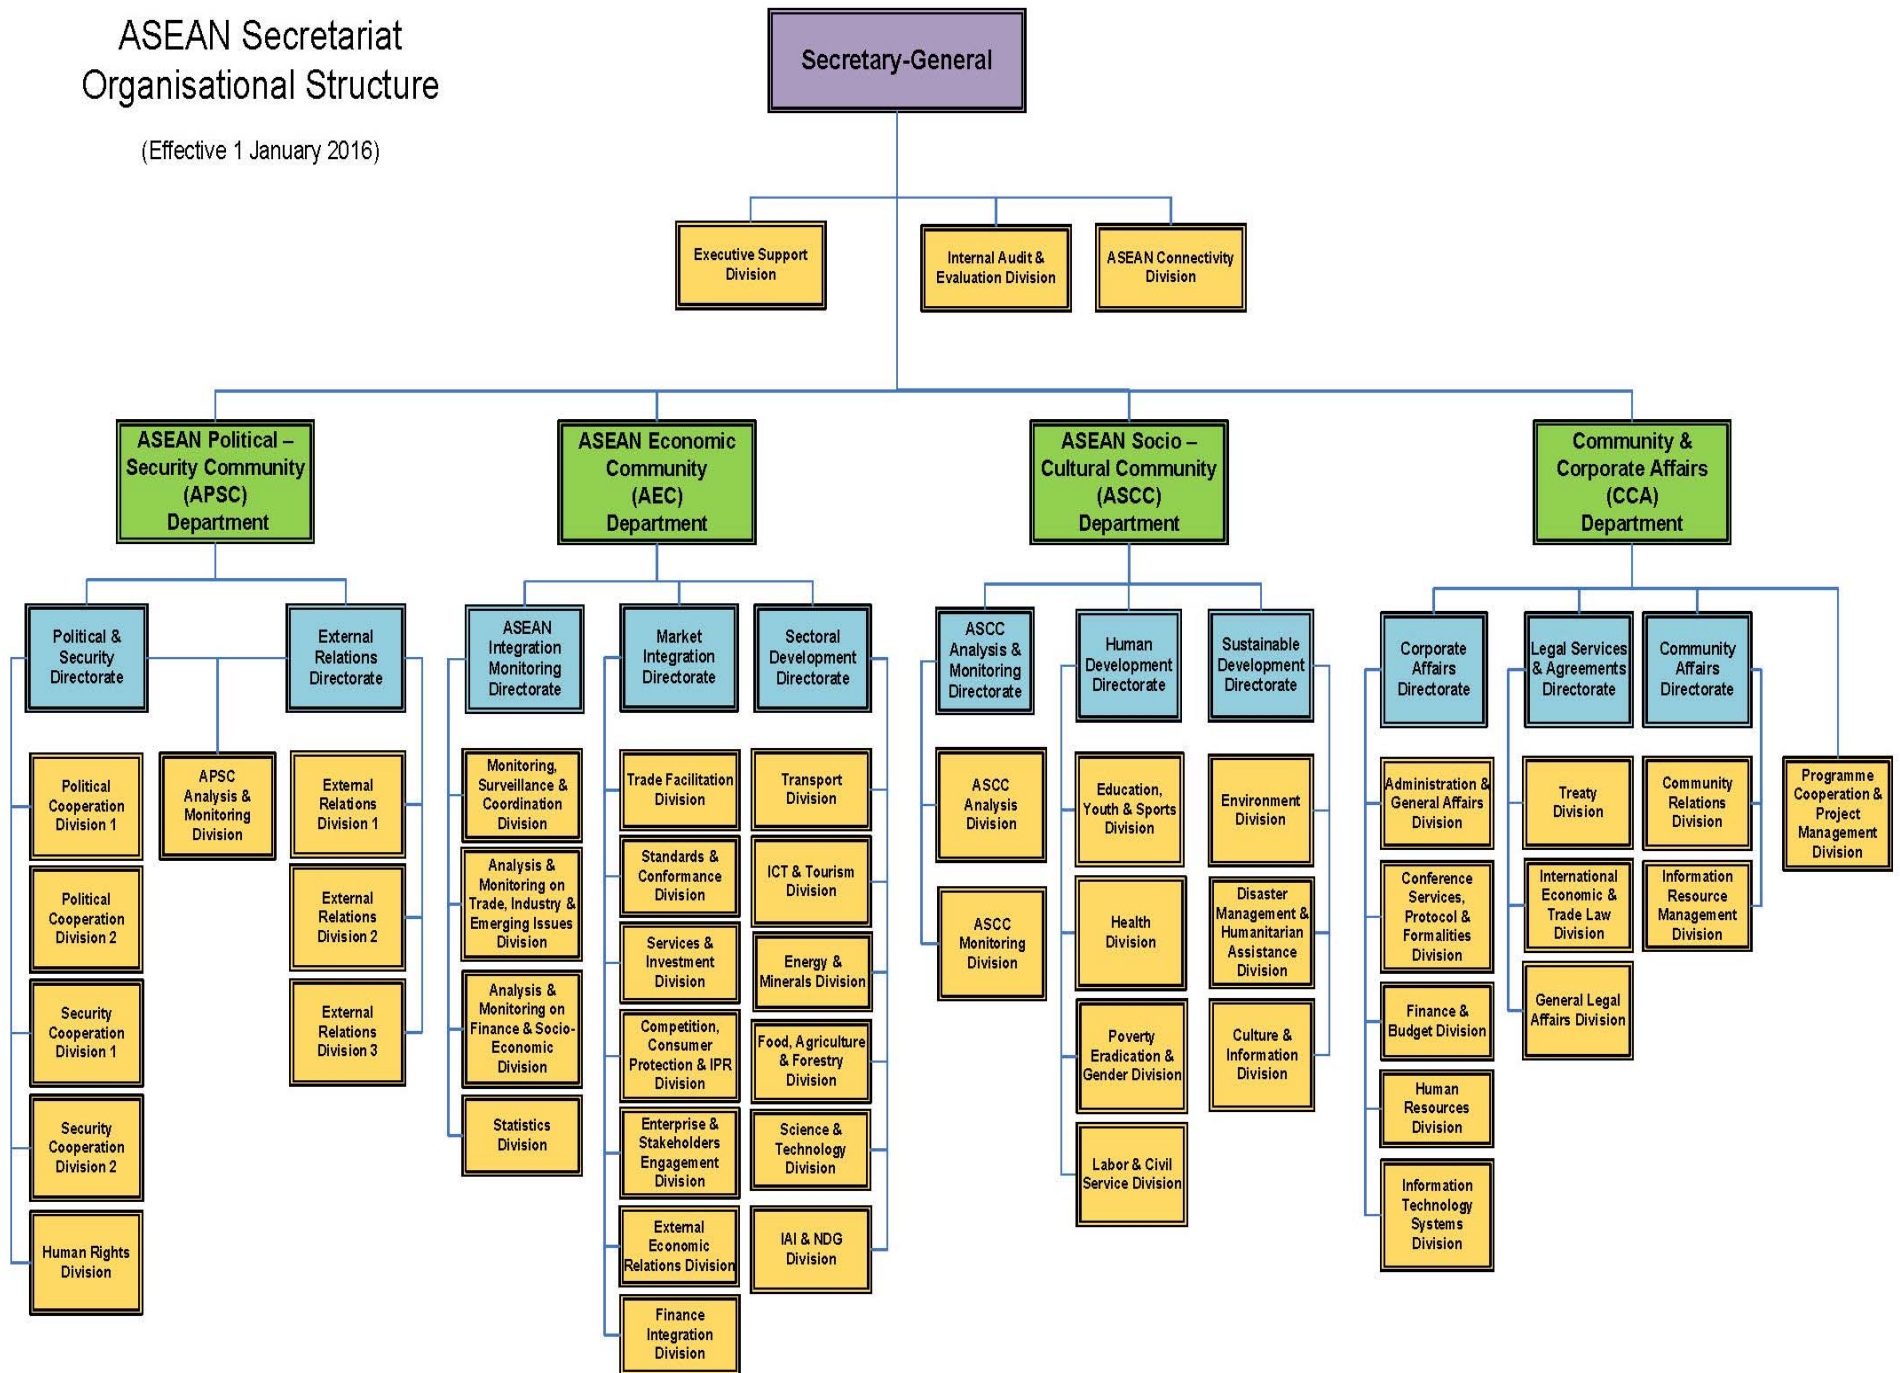 ASEAN Secretariat
Organisational Structure
(Effective 1 January 2016)
Secretary-General
Executive Support
Division
Internal Audit &
Evaluation Division
ASEAN Connectivity
Division
ASEAN Political –
Security Community
(APSC)
Department
ASEAN Economic
Community
(AEC)
Department
ASEAN Socio –
Cultural Community
(ASCC)
Department
Community &
Corporate Affairs
(CCA)
Department
Political &
Security
Directorate
External
Relations
Directorate
ASEAN
Integration
Monitoring
Directorate
Market
Integration
Directorate
Sectoral
Development
Directorate
ASCC
Analysis &
Monitoring
Directorate
Human
Development
Directorate
Sustainable
Development
Directorate
Corporate
Affairs
Directorate
Legal Services
& Agreements
Directorate
Community
Affairs
Directorate
Political
Cooperation
Division 1
Political
Cooperation
Division 2
Security
Cooperation
Division 1
Security
Cooperation
Division 2
Human Rights
Division
APSC
Analysis &
Monitoring
Division
External
Relations
Division 1
External
Relations
Division 2
External
Relations
Division 3
Monitoring,
Surveillance &
Coordination
Division
Analysis &
Monitoring on
Trade, Industry &
Emerging Issues
Division
Analysis &
Monitoring on
Finance & Socio-
Economic
Division
Statistics
Division
Trade Facilitation
Division
Standards &
Conformance
Division
Services &
Investment
Division
Competition,
Consumer
Protection & IPR
Division
Enterprise &
Stakeholders
Engagement
Division
External
Economic
Relations Division
Finance
Integration
Division
Transport
Division
ICT & Tourism
Division
Energy &
Minerals Division
Food, Agriculture
& Forestry
Division
Science &
Technology
Division
IAI & NDG
Division
ASCC
Analysis
Division
ASCC
Monitoring
Division
Education,
Youth & Sports
Division
Health
Division
Poverty
Eradication &
Gender Division
Labor & Civil
Service Division
Environment
Division
Disaster
Management &
Humanitarian
Assistance
Division
Culture &
Information
Division
Administration &
General Affairs
Division
Conference
Services,
Protocol &
Formalities
Division
Finance &
Budget Division
Human
Resources
Division
Information
Technology
Systems
Division
Treaty
Division
International
Economic &
Trade Law
Division
General Legal
Affairs Division
Community
Relations
Division
Information
Resource
Management
Division
Programme
Cooperation &
Project
Management
Division